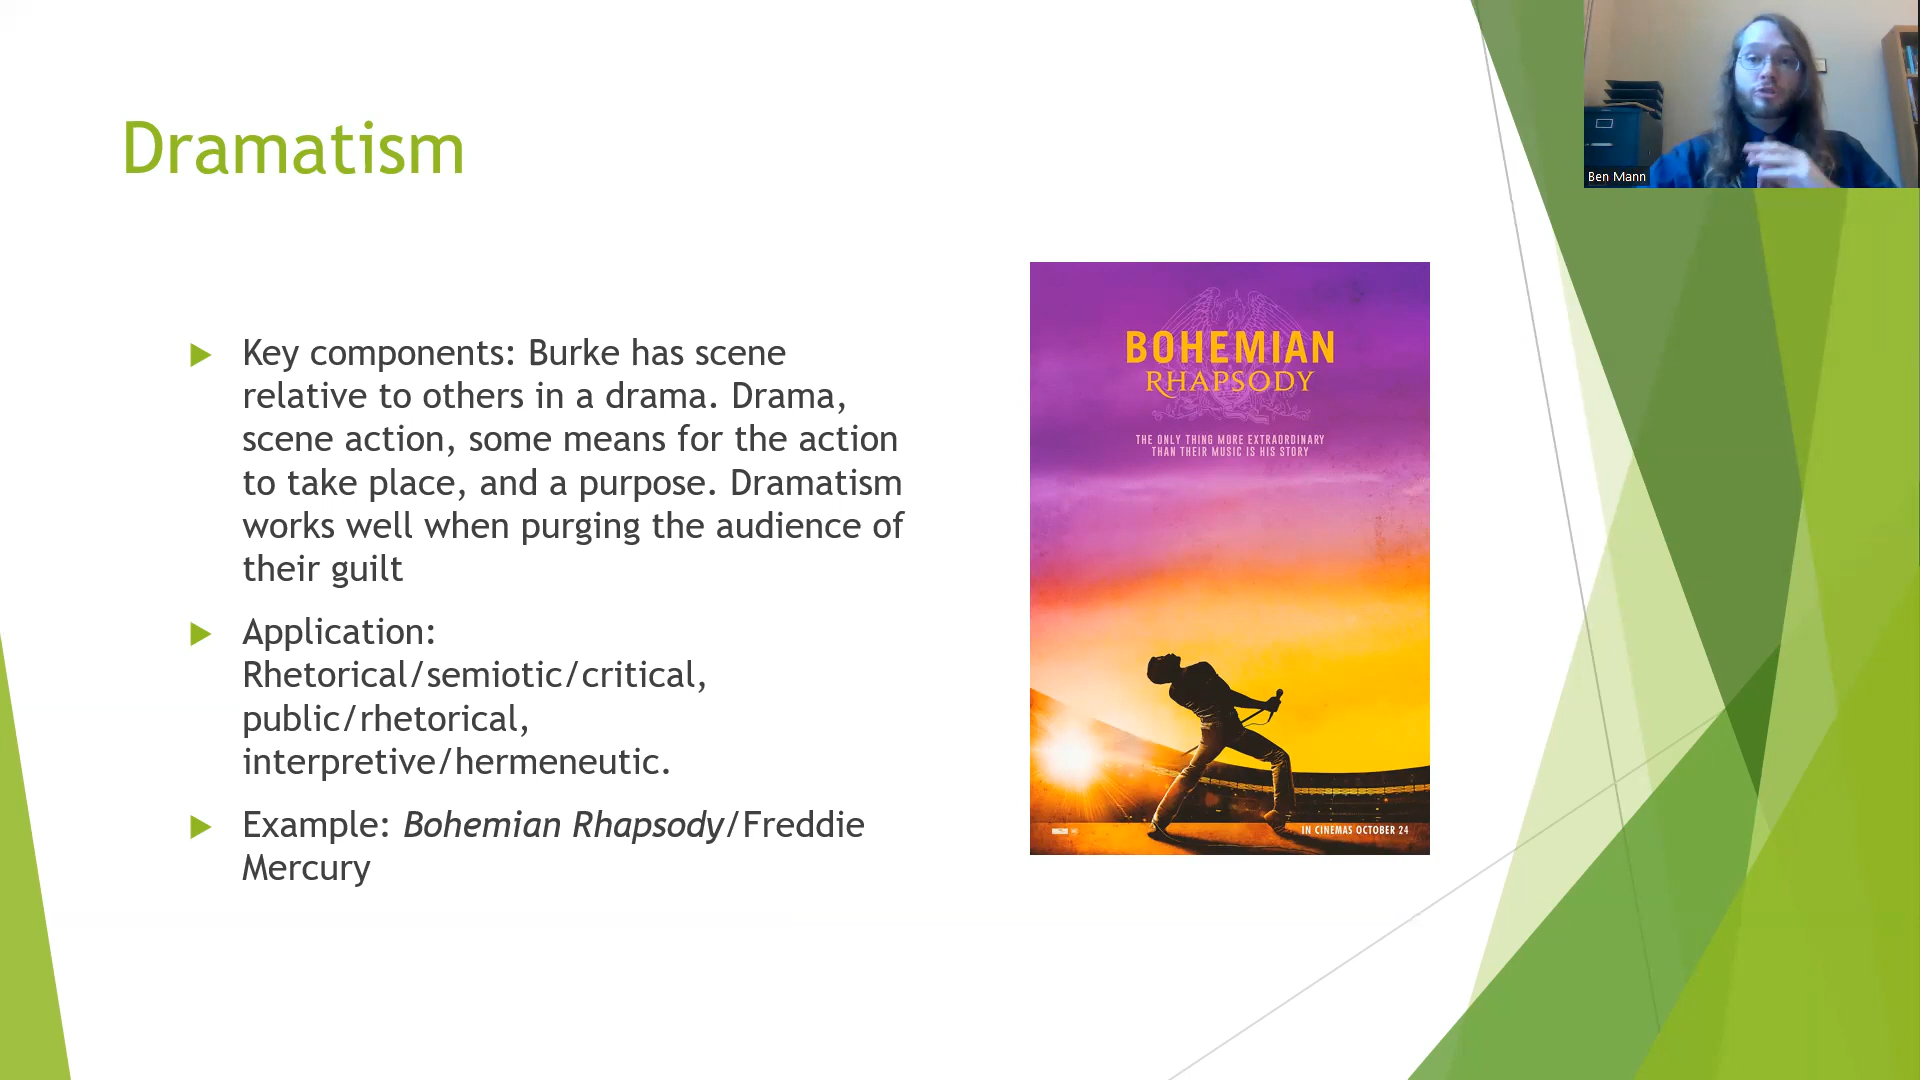 Dramatism
Key components: Burke has scene
relative to others in a drama. Drama,
scene action, some means for the action
to take place, and a purpose. Dramatism
works well when purging the audience of
their guilt
Application:
Rhetorical/semiotic/critical,
public/rhetorical,
interpretive/hermeneutic.
Example: Bohemian Rhapsody/Freddie
Mercury
BOHEMIAN
RHAPSODY
THE ONLY THING MORE EXTRAORDINARY
THAN THEIR MUSIC IS HIS STORY
IN CINEMAS OCTOBER 24
Ben Mann